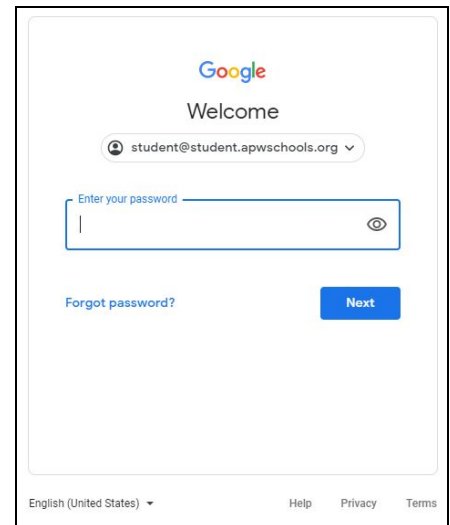 Google
Welcome
student@student.apwschools.org
Enter your password
Forgot password? Next
English (United States) Help Privacy Terms